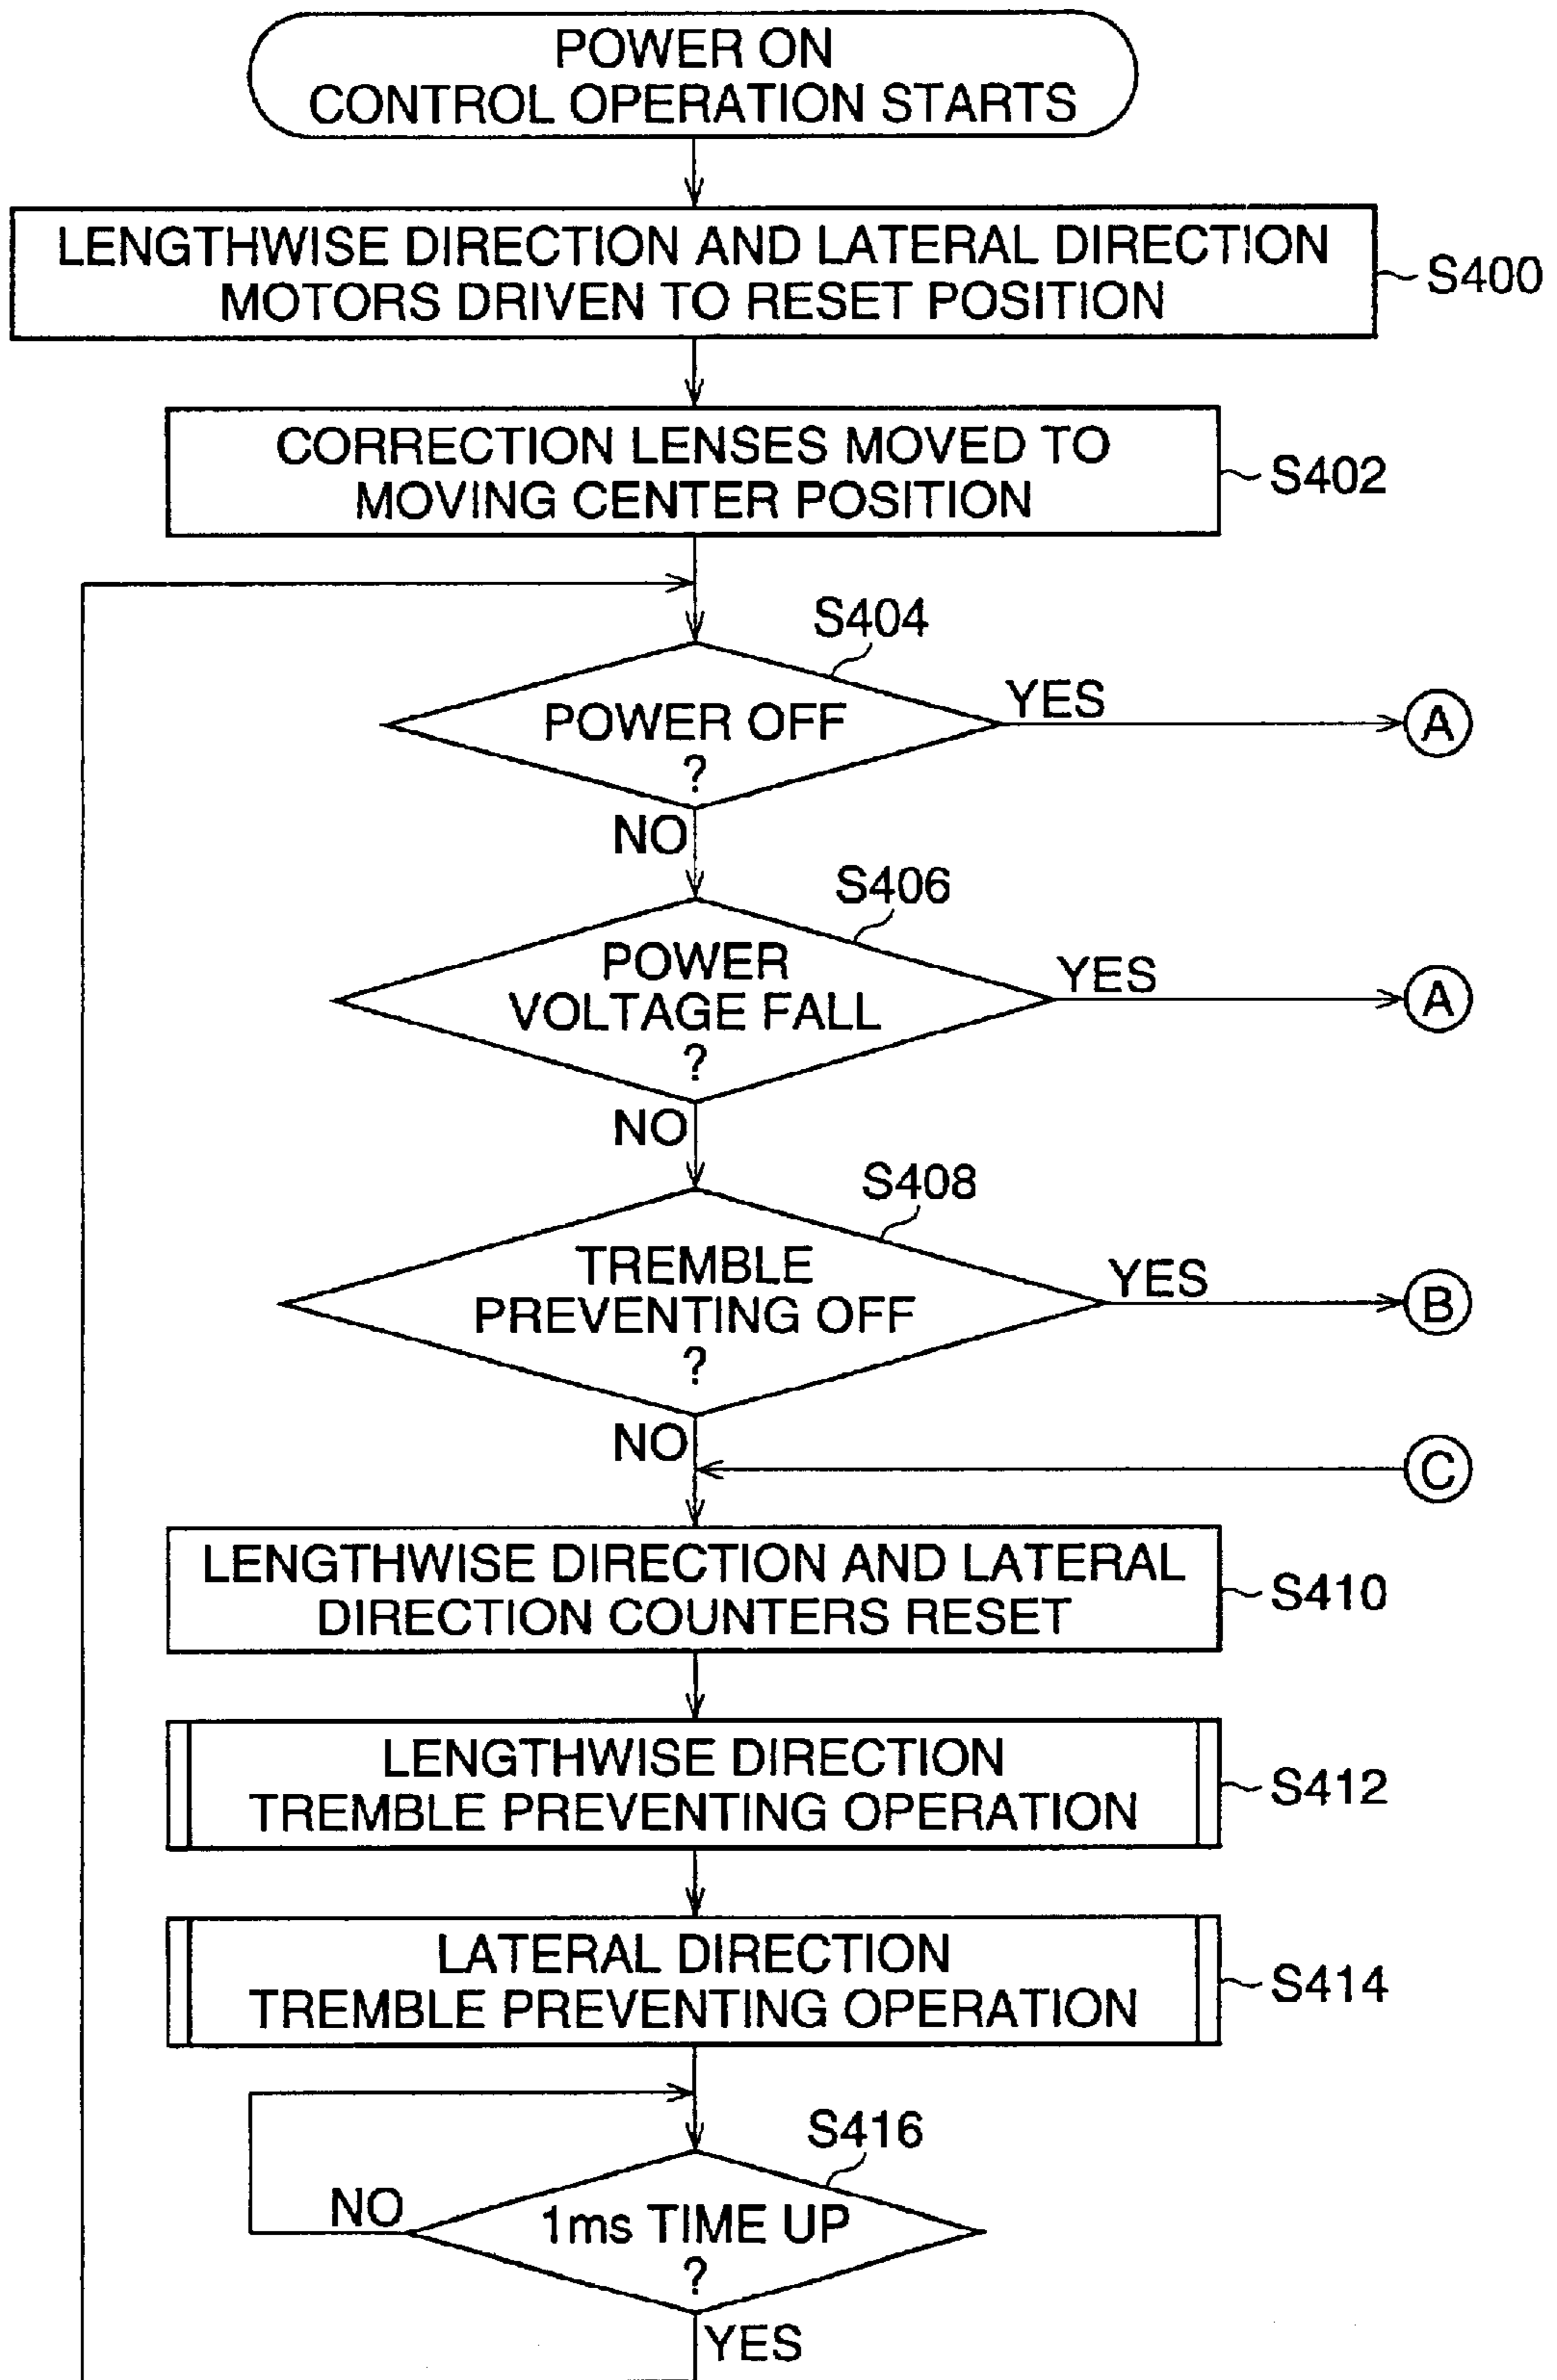 POWER ON
CONTROL OPERATION STARTS
LENGTHWISE DIRECTION AND LATERAL DIRECTION
MOTORS DRIVEN TO RESET POSITION
S400
CORRECTION LENSES MOVED TO
MOVING CENTER POSITION
S402
S404
POWER OFF
?
YES
A
NO
S406
POWER
VOLTAGE FALL
?
YES
A
NO
S408
TREMBLE
PREVENTING OFF
?
YES
B
NO
C
LENGTHWISE DIRECTION AND LATERAL
DIRECTION COUNTERS RESET
S410
LENGTHWISE DIRECTION
TREMBLE PREVENTING OPERATION
S412
LATERAL DIRECTION
TREMBLE PREVENTING OPERATION
S414
S416
NO
1ms TIME UP
?
YES